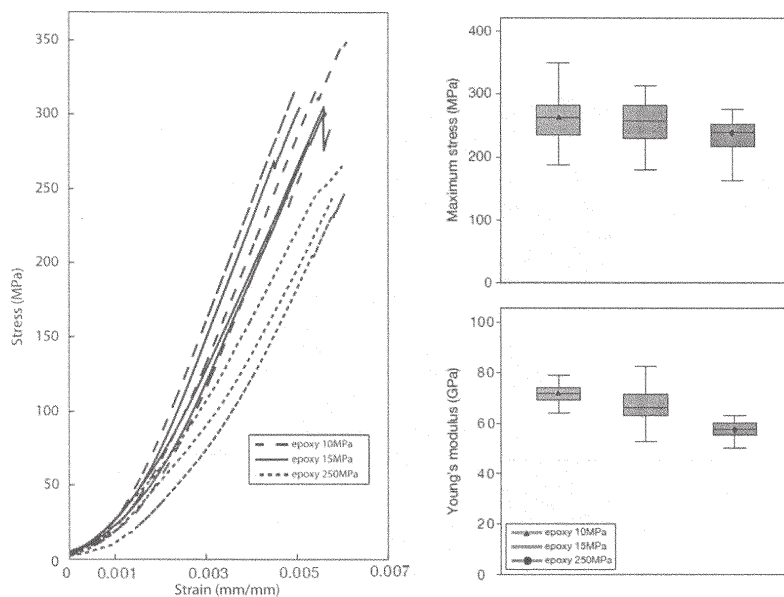 350
300
250
200
150
100
50
0
Stress (MPa)
0 0.001 0.003 0.005 0.007
Strain (mm/mm)
epoxy 10MPa
epoxy 15MPa
epoxy 250MPa
400
300
200
100
0
Maximum stress (MPa)
100
80
60
40
20
0
Young's modulus (GPa)
epoxy 10MPa
epoxy 15MPa
epoxy 250MPa